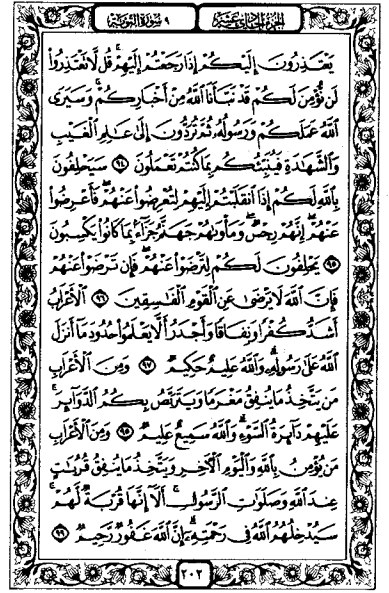 الجزء الحادي عشر ٩ سورة التوبة
يَعْتَذِرُونَ إِلَيْكُمْ إِذَا رَجَعْتُمْ إِلَيْهِمْ قُل لَّا تَعْتَذِرُوا۟
لَن نُّؤْمِنَ لَكُمْ قَدْ نَبَّأَنَا ٱللَّهُ مِنْ أَخْبَارِكُمْ وَسَيَرَى
ٱللَّهُ عَمَلَكُمْ وَرَسُولُهُۥ ثُمَّ تُرَدُّونَ إِلَىٰ عَٰلِمِ ٱلْغَيْبِ
وَٱلشَّهَٰدَةِ فَيُنَبِّئُكُم بِمَا كُنتُمْ تَعْمَلُونَ ٩٤ سَيَحْلِفُونَ
بِٱللَّهِ لَكُمْ إِذَا ٱنقَلَبْتُمْ إِلَيْهِمْ لِتُعْرِضُوا۟ عَنْهُمْ فَأَعْرِضُوا۟
عَنْهُمْ إِنَّهُمْ رِجْسٌ وَمَأْوَىٰهُمْ جَهَنَّمُ جَزَآءًۢ بِمَا كَانُوا۟ يَكْسِبُونَ
٩٥ يَحْلِفُونَ لَكُمْ لِتَرْضَوْا۟ عَنْهُمْ فَإِن تَرْضَوْا۟ عَنْهُمْ
فَإِنَّ ٱللَّهَ لَا يَرْضَىٰ عَنِ ٱلْقَوْمِ ٱلْفَٰسِقِينَ ٩٦ ٱلْأَعْرَابُ
أَشَدُّ كُفْرًا وَنِفَاقًا وَأَجْدَرُ أَلَّا يَعْلَمُوا۟ حُدُودَ مَآ أَنزَلَ
ٱللَّهُ عَلَىٰ رَسُولِهِۦ وَٱللَّهُ عَلِيمٌ حَكِيمٌ ٩٧ وَمِنَ ٱلْأَعْرَابِ
مَن يَتَّخِذُ مَا يُنفِقُ مَغْرَمًا وَيَتَرَبَّصُ بِكُمُ ٱلدَّوَآئِرَ
عَلَيْهِمْ دَآئِرَةُ ٱلسَّوْءِ وَٱللَّهُ سَمِيعٌ عَلِيمٌ ٩٨ وَمِنَ ٱلْأَعْرَابِ
مَن يُؤْمِنُ بِٱللَّهِ وَٱلْيَوْمِ ٱلْءَاخِرِ وَيَتَّخِذُ مَا يُنفِقُ قُرُبَٰتٍ
عِندَ ٱللَّهِ وَصَلَوَٰتِ ٱلرَّسُولِ أَلَآ إِنَّهَا قُرْبَةٌ لَّهُمْ
سَيُدْخِلُهُمُ ٱللَّهُ فِى رَحْمَتِهِۦٓ إِنَّ ٱللَّهَ غَفُورٌ رَّحِيمٌ ٩٩
٢٠٢